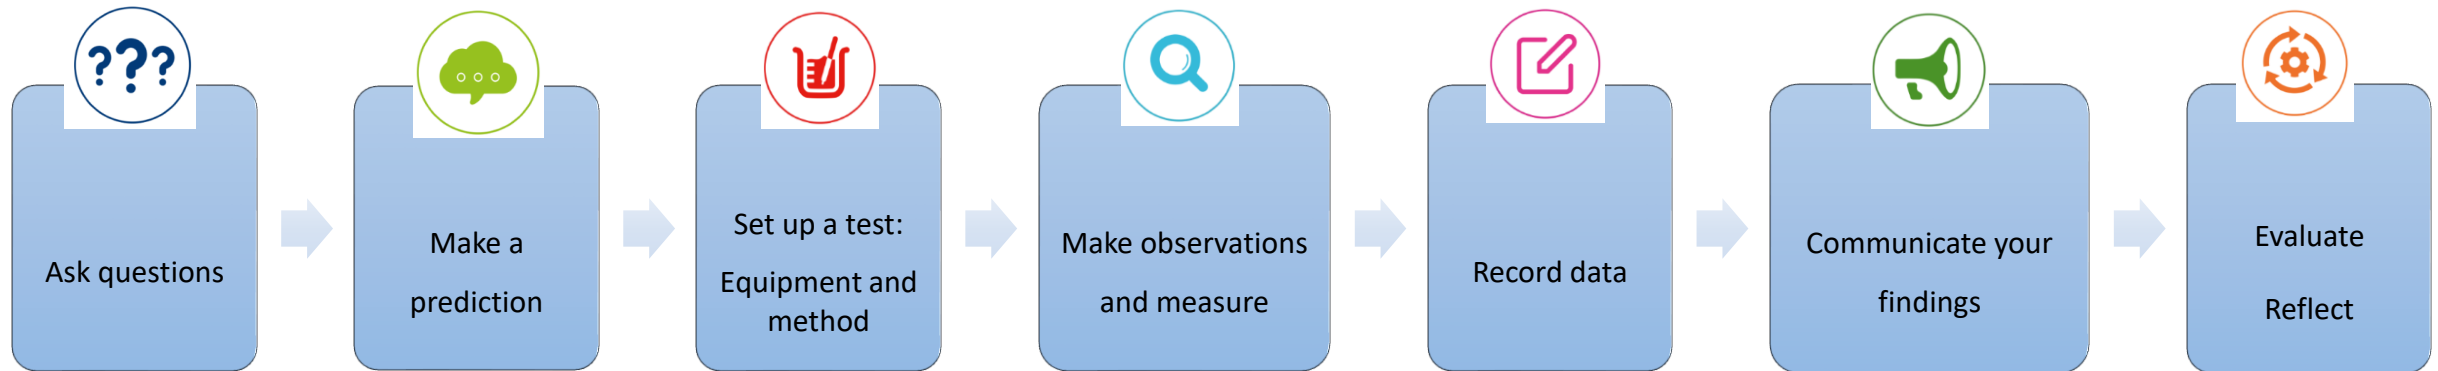 ???
Ask questions
Make a
prediction
Set up a test:
Equipment and
method
Make observations
and measure
Record data
Communicate your
findings
Evaluate
Reflect